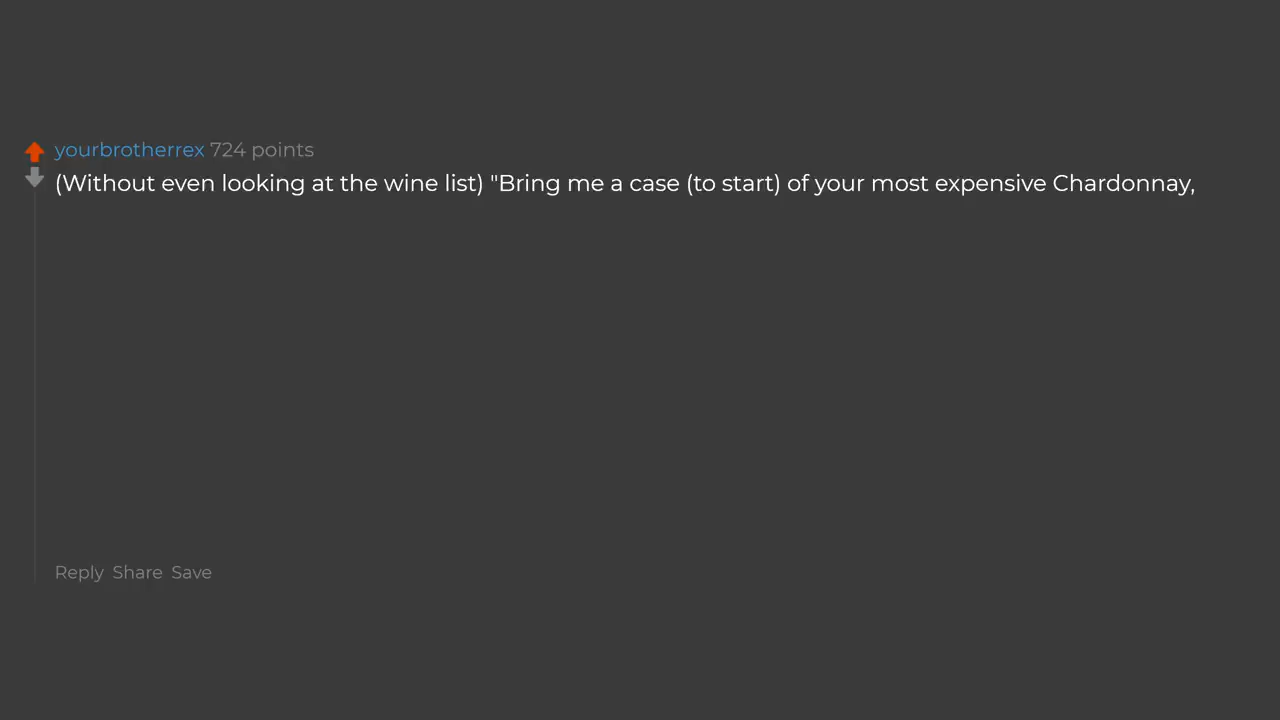 yourbrotherrex 724 points
(Without even looking at the wine list) "Bring me a case (to start) of your most expensive Chardonnay,
Reply Share Save